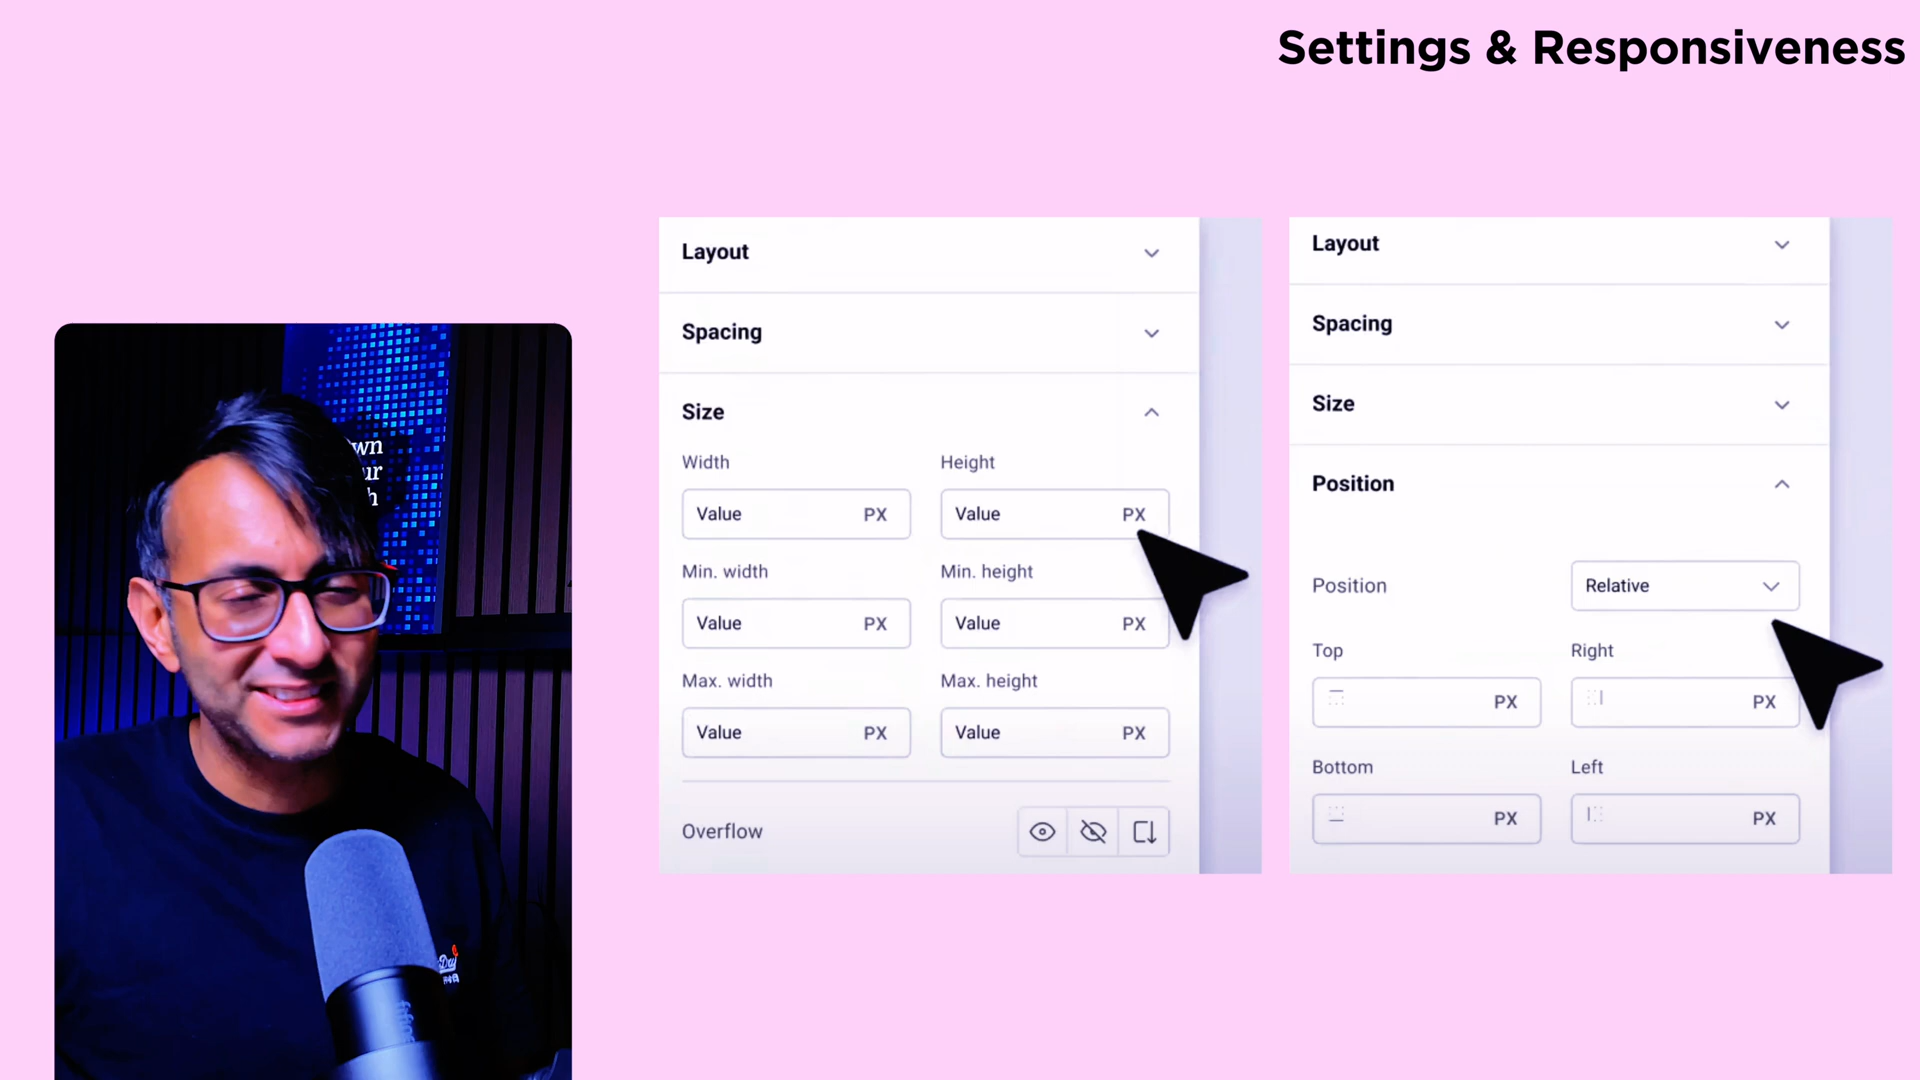 Settings & Responsiveness
Layout
Spacing
Size
Width Height
Value PX Value PX
Min. width Min. height
Value PX Value PX
Max. width Max. height
Value PX Value PX
Overflow
Layout
Spacing
Size
Position
Position Relative
Top Right
PX PX
Bottom Left
PX PX
wn
ur
h